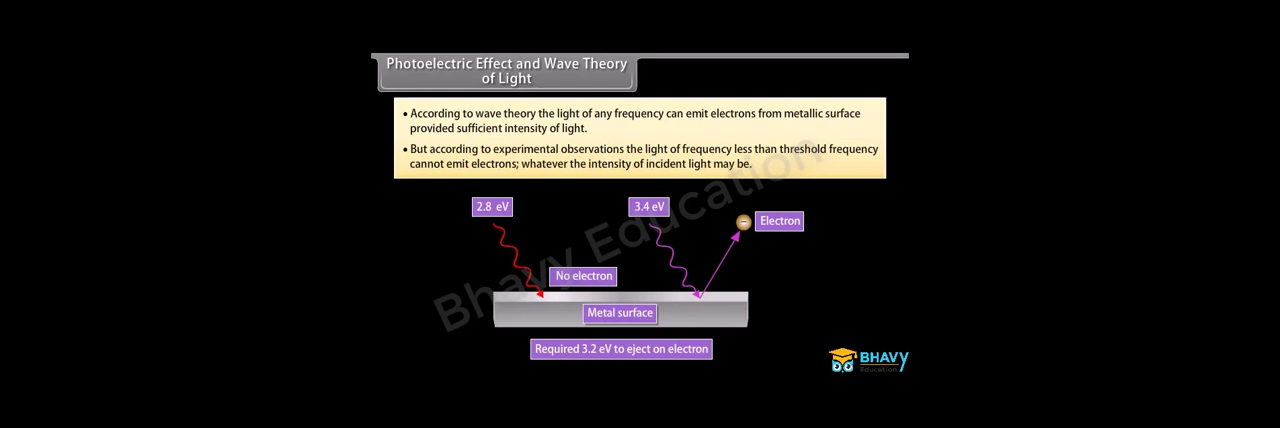 Photoelectric Effect and Wave Theory
of Light
• According to wave theory the light of any frequency can emit electrons from metallic surface
provided sufficient intensity of light.
• But according to experimental observations the light of frequency less than threshold frequency
cannot emit electrons; whatever the intensity of incident light may be.
2.8 eV
3.4 eV
Electron
No electron
Metal surface
Required 3.2 eV to eject on electron
Bhavy Education
BHAVY
Education